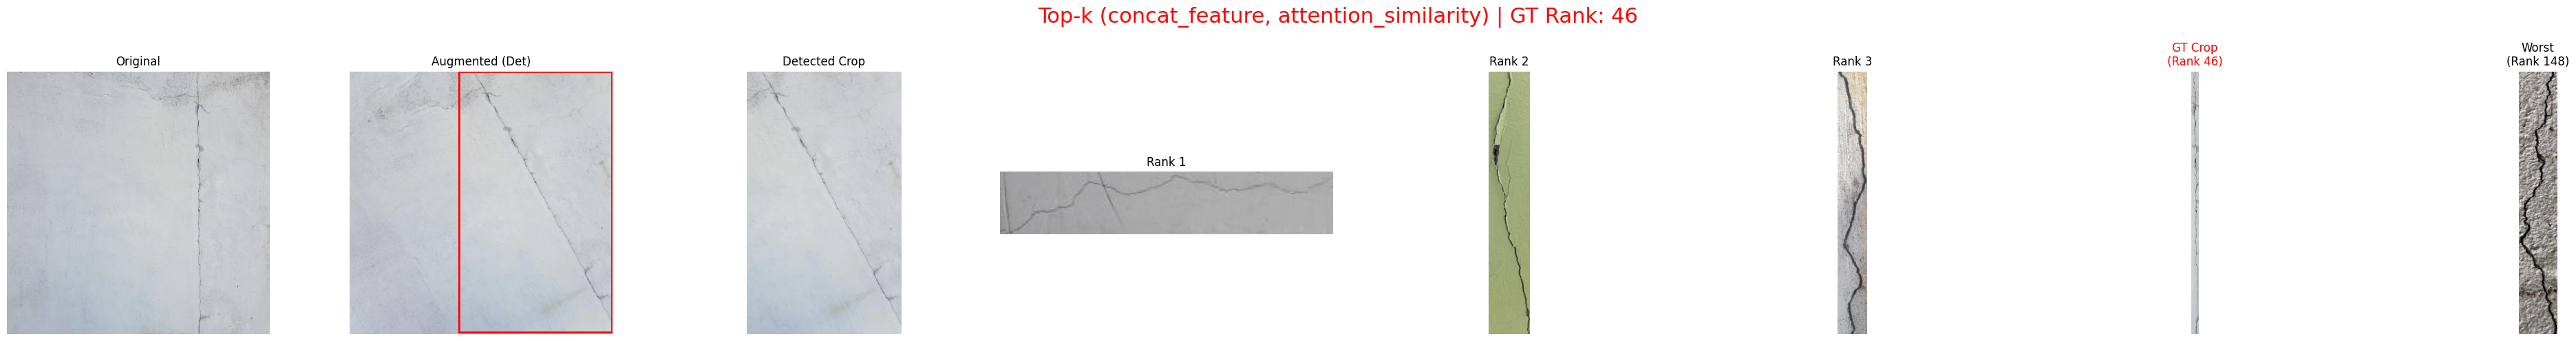 Top-k (concat_feature, attention_similarity) | GT Rank: 46
Original
Augmented (Det)
Detected Crop
Rank 1
Rank 2
Rank 3
GT Crop
(Rank 46)
Worst
(Rank 148)